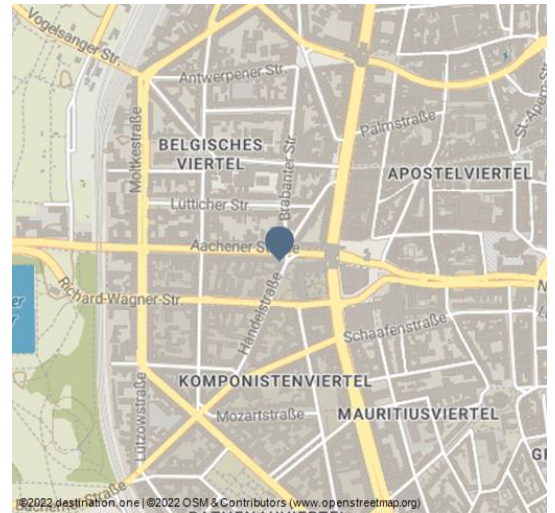 Vogelsanger Str.
Antwerpener Str.
St-Apern-Str.
Palmstraße
Moltkestraße
BELGISCHES
VIERTEL
Brabanter Str.
APOSTELVIERTEL
Lütticher Str.
Aachener Straße
Richard-Wagner-Str.
Händelstraße
Schaafenstraße
KOMPONISTENVIERTEL
Lützowstraße
Mozartstraße
MAURITIUSVIERTEL
©2022 destination.one | ©2022 OSM & Contributors (www.openstreetmap.org)